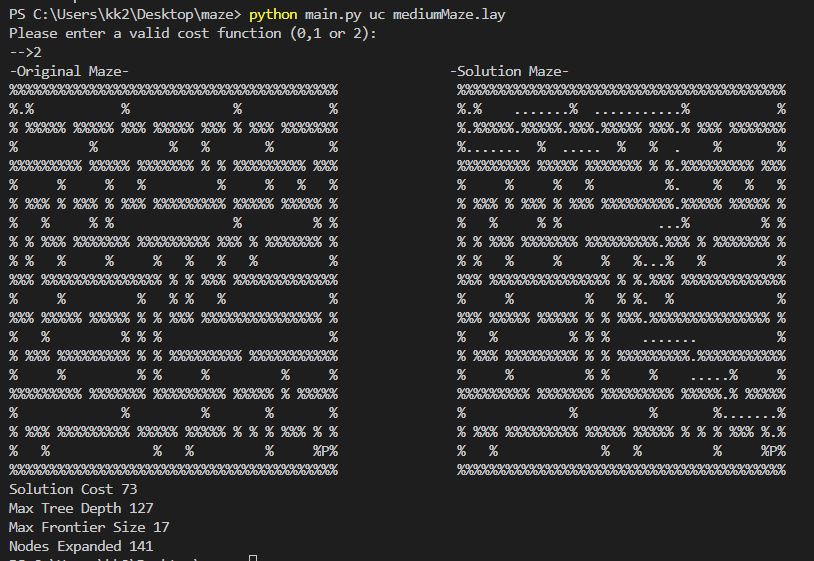 PS C:\Users\kk2\Desktop\maze> python main.py uc mediumMaze.lay
Please enter a valid cost function (0,1 or 2):
-->2
-Original Maze-                                        -Solution Maze-
%%%%%%%%%%%%%%%%%%%%%%%%%%%%%%%%%%%%%%%%%               %%%%%%%%%%%%%%%%%%%%%%%%%%%%%%%%%%%%%%%%%
%.%           %             %           %               %.%    .......%  ...........%           %
% %%%%% %%%%% %%% %%%%% %%% % %%% %%%%%%%               %.%%%%%.%%%%%.%%%.%%%%% %%%.% %%% %%%%%%%
%         %         %   %       %       %               %.......  %  .....  %   %  .    %       %
%%%%%%%%% %%%%% %%%%%%% % % %%%%%%%%% %%%               %%%%%%%%% %%%%% %%%%%%% % %.%%%%%%%%% %%%
%     %     %   %         %     %   %   %               %     %     %   %         %.    %   %   %
% %%% % %%% % %%% %%%%%%%%% %%%%% %%%%% %               % %%% % %%% % %%% %%%%%%%%%.%%%%% %%%%% %
%   %     % %               %         % %               %   %     % %            ...%         % %
% % %%% %%%%%%% %%%%%%%%% %%% % %%%%%%% %               % % %%% %%%%%%% %%%%%%%%%.%%% % %%%%%%% %
% %   %     %     %   %   %   %         %               % %   %     %     %   %...%   %         %
%%% %%%%%%%%%%%%%%% % % %%% %%%%%%%%%%%%%               %%% %%%%%%%%%%%%%%% % %.%%% %%%%%%%%%%%%%
%     %         %   % %   %             %               %     %         %   % %.  %             %
%%% %%%%% %%%%% % % %%% %%%%%%%%%%%%%%% %               %%% %%%%% %%%%% % % %%%.%%%%%%%%%%%%%%% %
%   %         % % %                     %               %   %         % % %    .......          %
% %%% %%%%%%%%% % % %%%%%%%%% %%%%%%%%%%%               % %%% %%%%%%%%% % % %%%%%%%%%.%%%%%%%%%%%
%     %         % %     %         %     %               %     %         % %     %    .....%     %
%%%%%%%%% %%%%%%% %%%%%%%%% %%%%% % %%%%%               %%%%%%%%% %%%%%%% %%%%%%%%% %%%%%.% %%%%%
%             %         %       %       %               %             %         %       %.......%
% %%% %%%%%%%%% %%%%% %%%%% % % % %%% % %               % %%% %%%%%%%%% %%%%% %%%%% % % % %%% %.%
%   %             %   %         %     %P%               %   %             %   %         %     %P%
%%%%%%%%%%%%%%%%%%%%%%%%%%%%%%%%%%%%%%%%%               %%%%%%%%%%%%%%%%%%%%%%%%%%%%%%%%%%%%%%%%%
Solution Cost 73
Max Tree Depth 127
Max Frontier Size 17
Nodes Expanded 141